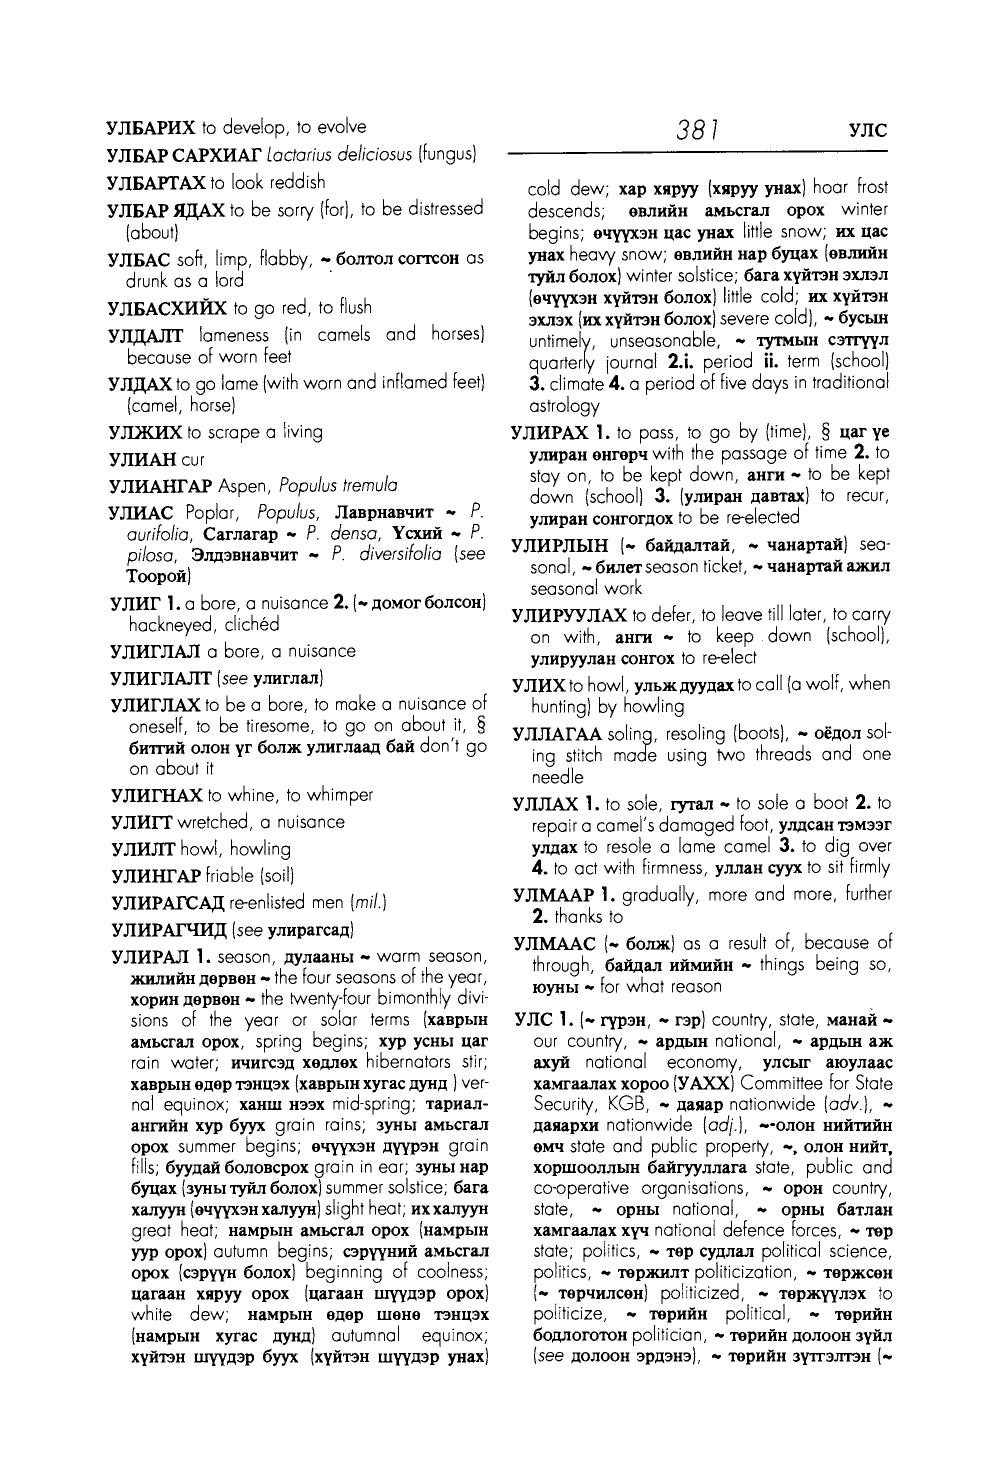 УЛБАРИХ to develop, to evolve
УЛБАР САРХИАГ Lactarius deliciosus (fungus)
УЛБАРТАХ to look reddish
УЛБАР ЯДАХ to be sorry (for), to be distressed
(about)
УЛБАС soft, limp, flabby, ~ болтол согтсон as
drunk as a lord
УЛБАСХИЙХ to go red, to flush
УЛДАЛТ lameness (in camels and horses)
because of worn feet
УЛДАХ to go lame (with worn and inflamed feet)
(camel, horse)
УЛЖИХ to scrape a living
УЛИАН cur
УЛИАНГАР Aspen, Populus tremula
УЛИАС Poplar, Populus, Лаврнавчит ~ P.
aurifolia, Саглагар ~ P. densa, Үсхий ~ P.
pilosa, Элдэвнавчит ~ P. diversifolia (see
Тоорой)
УЛИГ 1. a bore, a nuisance 2. (~ домог болсон)
hackneyed, clichéd
УЛИГЛАЛ a bore, a nuisance
УЛИГЛАЛТ (see улиглал)
УЛИГЛАХ to be a bore, to make a nuisance of
oneself, to be tiresome, to go on about it, §
битгий олон үг болж улиглаад бай don't go
on about it
УЛИГНАХ to whine, to whimper
УЛИГТ wretched, a nuisance
УЛИЛТ howl, howling
УЛИНГАР friable (soil)
УЛИРАГСАД re-enlisted men (mil.)
УЛИРАГЧИД (see улирагсад)
УЛИРАЛ 1. season, дулааны ~ warm season,
жилийн дөрвөн ~ the four seasons of the year,
хорин дөрвөн ~ the twenty-four bimonthly divi-
sions of the year or solar terms (хаврын
амьсгал орох, spring begins; хур усны цаг
rain water; ичигсэд хөдлөх hibernators stir;
хаврын өдөр тэнцэх (хаврын хугас дунд ) ver-
nal equinox; ханш нээх mid-spring; тариал-
ангийн хур буух grain rains; зуны амьсгал
орох summer begins; өчүүхэн дүүрэн grain
fills; буудай боловсрох grain in ear; зуны нар
буцах (зуны туйл болох) summer solstice; бага
халуун (өчүүхэн халуун) slight heat; их халуун
great heat; намрын амьсгал орох (намрын
уур орох) autumn begins; сэрүүний амьсгал
орох (сэрүүн болох) beginning of coolness;
цагаан хяруу орох (цагаан шүүдэр орох)
white dew; намрын өдөр шөнө тэнцэх
(намрын хугас дунд) autumnal equinox;
хүйтэн шүүдэр буух (хүйтэн шүүдэр унах)
381 УЛС
cold dew; хар хяруу (хяруу унах) hoar frost
descends; өвлийн амьсгал орох winter
begins; өчүүхэн цас унах little snow; их цас
унах heavy snow; өвлийн нар буцах (өвлийн
туйл болох) winter solstice; бага хүйтэн эхлэл
(өчүүхэн хүйтэн болох) little cold; их хүйтэн
эхлэх (их хүйтэн болох) severe cold), ~ бусын
untimely, unseasonable, ~ тутмын сэтгүүл
quarterly journal 2.i. period ii. term (school)
3. climate 4. a period of five days in traditional
astrology
УЛИРАХ 1. to pass, to go by (time), § цаг үе
улиран өнгөрч with the passage of time 2. to
stay on, to be kept down, анги ~ to be kept
down (school) 3. (улиран давтах) to recur,
улиран сонгогдох to be re-elected
УЛИРЛЫН (~ байдалтай, ~ чанартай) sea-
sonal, ~ билет season ticket, ~ чанартай ажил
seasonal work
УЛИРУУЛАХ to defer, to leave till later, to carry
on with, анги ~ to keep down (school),
улируулан сонгох to re-elect
УЛИХ to howl, ульж дуудах to call (a wolf, when
hunting) by howling
УЛЛАГАА soling, resoling (boots), ~ оёдол sol-
ing stitch made using two threads and one
needle
УЛЛАХ 1. to sole, гутал ~ to sole a boot 2. to
repair a camel's damaged foot, улдсан тэмээг
улдах to resole a lame camel 3. to dig over
4. to act with firmness, уллан суух to sit firmly
УЛМААР 1. gradually, more and more, further
2. thanks to
УЛМААС (~ болж) as a result of, because of
through, байдал иймийн ~ things being so,
юуны ~ for what reason
УЛС 1. (~ гүрэн, ~ гэр) country, state, манай ~
our country, ~ ардын national, ~ ардын аж
ахуй national economy, улсыг аюулаас
хамгаалах хороо (УАХХ) Committee for State
Security, KGB, ~ даяар nationwide (adv.), ~
даяархи nationwide (adj.), ~-олон нийтийн
өмч state and public property, ~, олон нийт,
хоршооллын байгууллага state, public and
co-operative organisations, ~ орон country,
state, ~ орны national, ~ орны батлан
хамгаалах хүч national defence forces, ~ төр
state; politics, ~ төр судлал political science,
politics, ~ төржилт politicization, ~ төржсөн
(~ төрчилсөн) politicized, ~ төржүүлэх to
politicize, ~ төрийн political, ~ төрийн
бодлоготон politician, ~ төрийн долоон зүйл
(see долоон эрдэнэ), ~ төрийн зүтгэлтэн (~